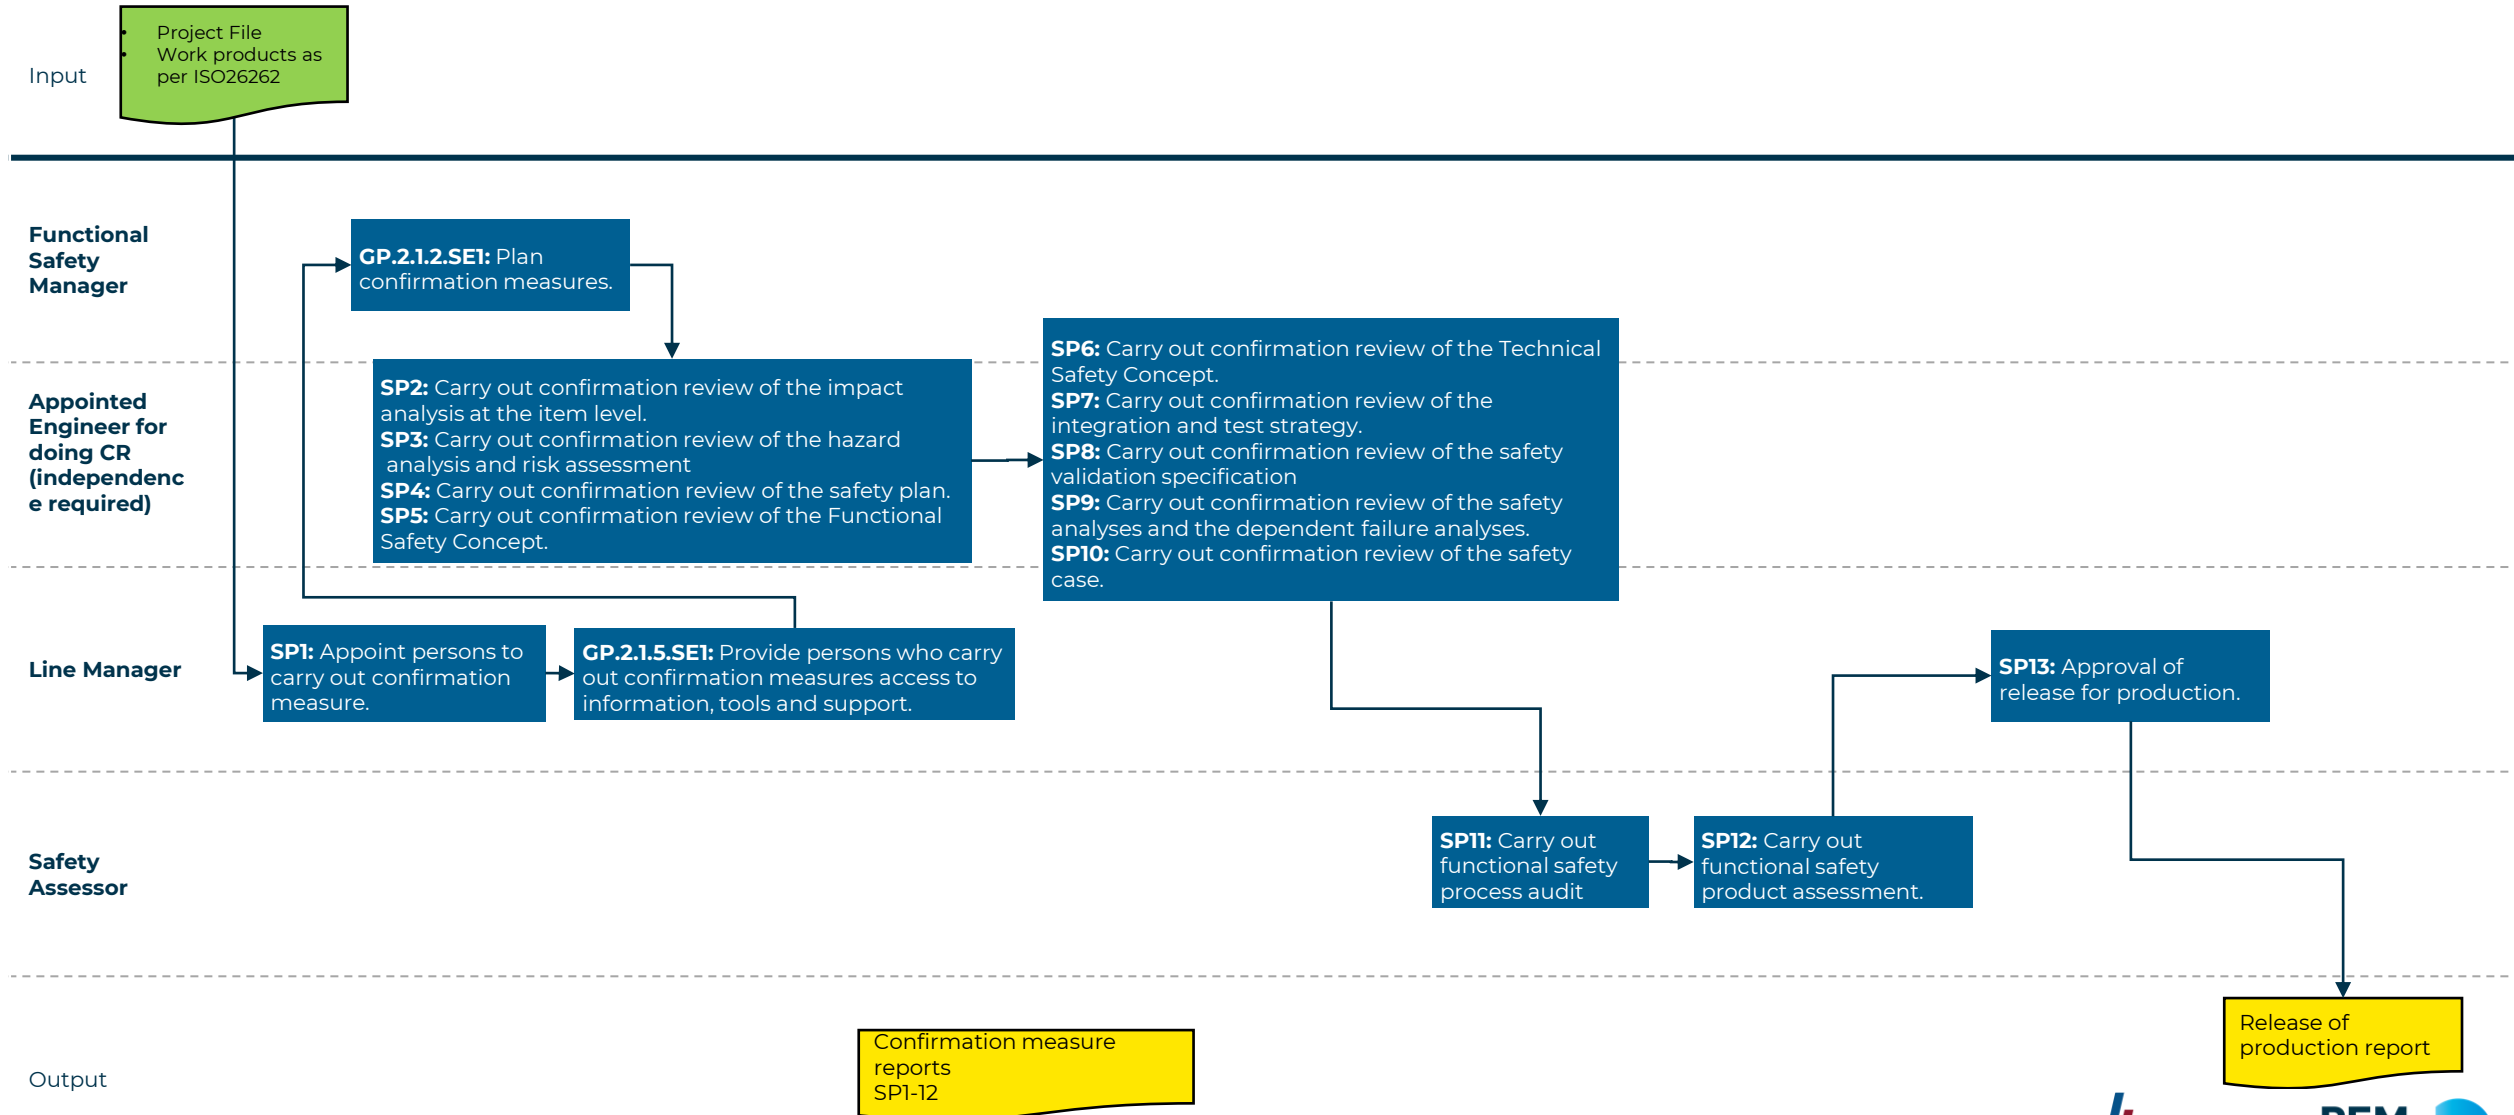 Input
• Project File
• Work products as
per ISO26262
Functional
Safety
Manager
GP.2.1.2.SE1: Plan
confirmation measures.
Appointed
Engineer for
doing CR
(independenc
e required)
SP2: Carry out confirmation review of the impact
analysis at the item level.
SP3: Carry out confirmation review of the hazard
analysis and risk assessment
SP4: Carry out confirmation review of the safety plan.
SP5: Carry out confirmation review of the Functional
Safety Concept.
SP6: Carry out confirmation review of the Technical
Safety Concept.
SP7: Carry out confirmation review of the
integration and test strategy.
SP8: Carry out confirmation review of the safety
validation specification
SP9: Carry out confirmation review of the safety
analyses and the dependent failure analyses.
SP10: Carry out confirmation review of the safety
case.
Line Manager
SP1: Appoint persons to
carry out confirmation
measure.
GP.2.1.5.SE1: Provide persons who carry
out confirmation measures access to
information, tools and support.
SP13: Approval of
release for production.
Safety
Assessor
SP11: Carry out
functional safety
process audit
SP12: Carry out
functional safety
product assessment.
Output
Confirmation measure
reports
SP1-12
Release of
production report